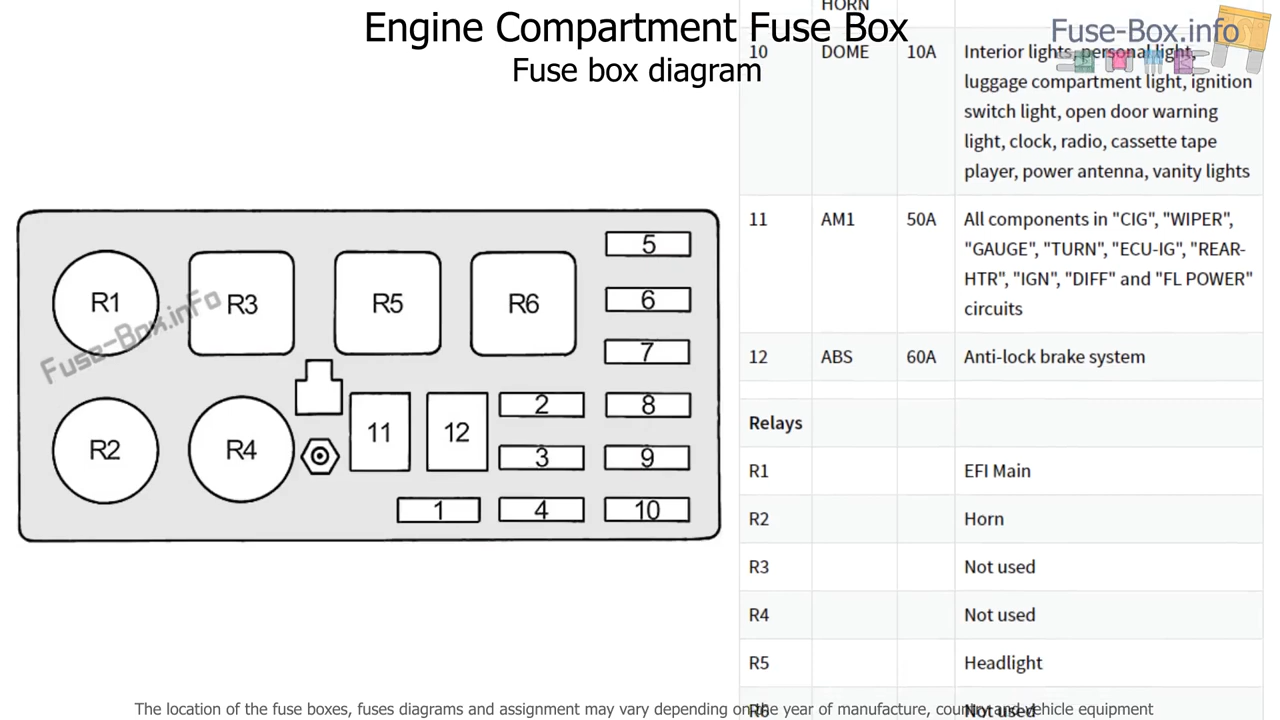 Engine Compartment Fuse Box
Fuse box diagram
Fuse-Box.info
R1
R3
R5
R6
R2
R4
11
12
1
2
3
4
5
6
7
8
9
10
Fuse-Box.info
HORN
10 DOME 10A Interior lights, personal light,
luggage compartment light, ignition
switch light, open door warning
light, clock, radio, cassette tape
player, power antenna, vanity lights
11 AM1 50A All components in "CIG", "WIPER",
"GAUGE", "TURN", "ECU-IG", "REAR-
HTR", "IGN", "DIFF" and "FL POWER"
circuits
12 ABS 60A Anti-lock brake system
Relays
R1 EFI Main
R2 Horn
R3 Not used
R4 Not used
R5 Headlight
R6 Not used
The location of the fuse boxes, fuses diagrams and assignment may vary depending on the year of manufacture, country and vehicle equipment